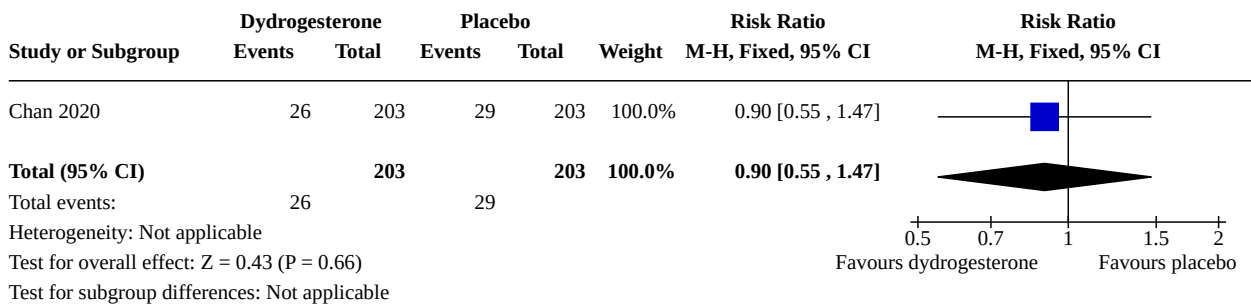 Dydrogesterone Placebo Risk Ratio Risk Ratio
Study or Subgroup Events Total Events Total Weight M-H, Fixed, 95% CI M-H, Fixed, 95% CI
Chan 2020 26 203 29 203 100.0% 0.90 [0.55 , 1.47]
Total (95% CI) 203 203 100.0% 0.90 [0.55 , 1.47]
Total events: 26 29
Heterogeneity: Not applicable 0.5 0.7 1 1.5 2
Test for overall effect: Z = 0.43 (P = 0.66) Favours dydrogesterone Favours placebo
Test for subgroup differences: Not applicable